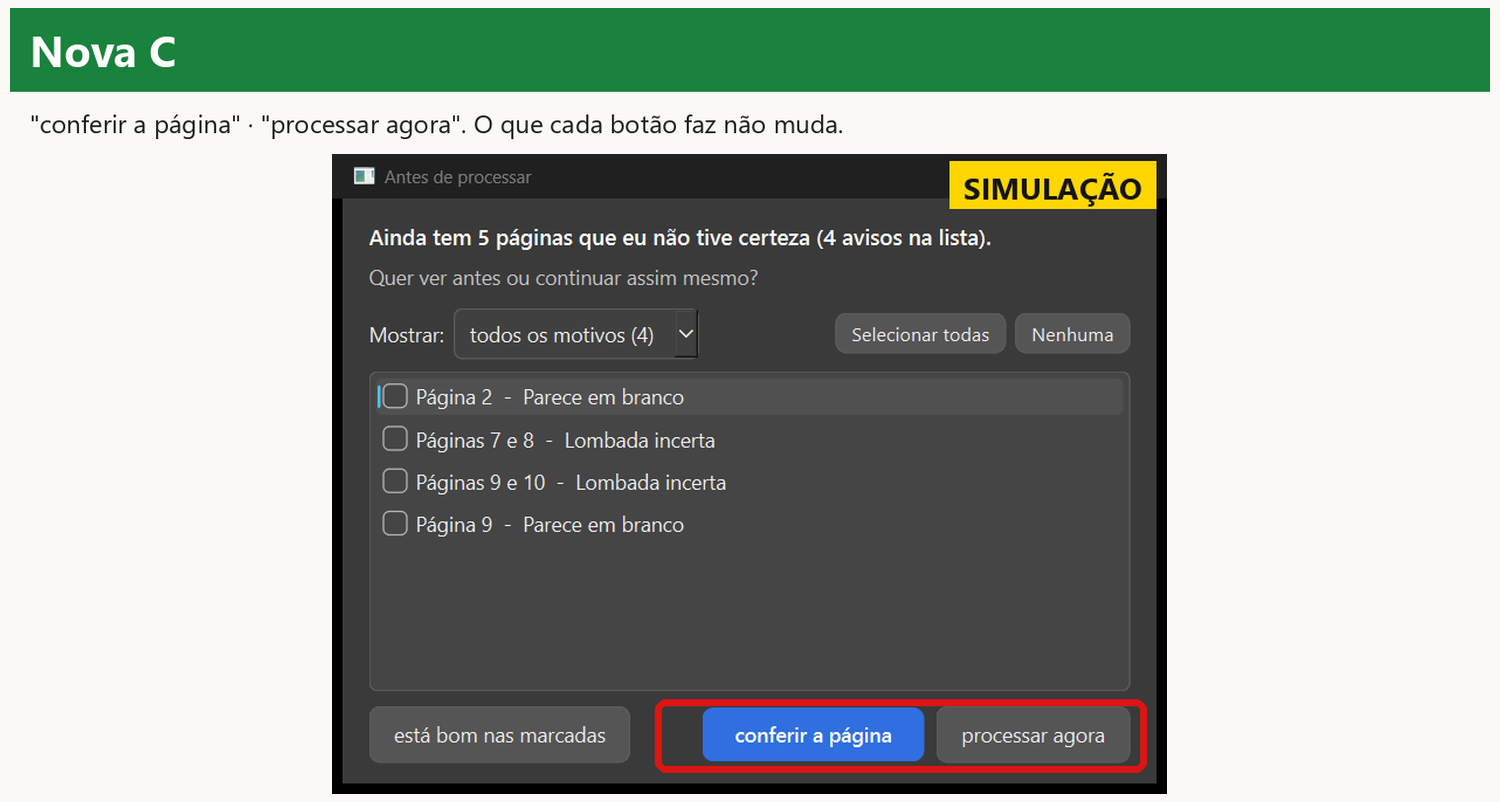 Nova C
"conferir a página" · "processar agora". O que cada botão faz não muda.
Antes de processar
SIMULAÇÃO
Ainda tem 5 páginas que eu não tive certeza (4 avisos na lista).
Quer ver antes ou continuar assim mesmo?
Mostrar: todos os motivos (4) Selecionar todas Nenhuma
Página 2 - Parece em branco
Páginas 7 e 8 - Lombada incerta
Páginas 9 e 10 - Lombada incerta
Página 9 - Parece em branco
está bom nas marcadas conferir a página processar agora